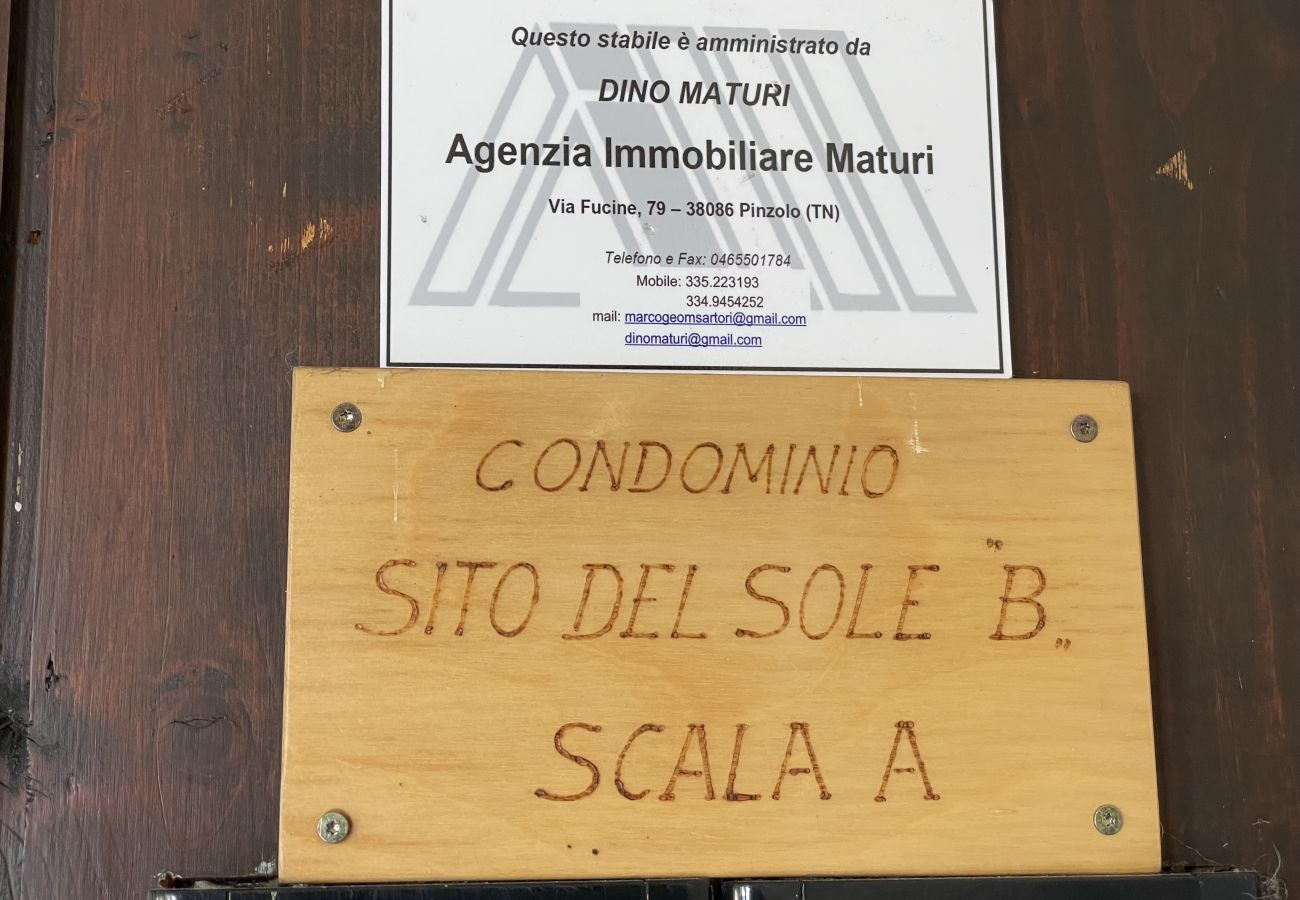 Questo stabile è amministrato da
DINO MATURI
Agenzia Immobiliare Maturi
Via Fucine, 79 – 38086 Pinzolo (TN)
Telefono e Fax: 0465501784
Mobile: 335.223193
334.9454252
mail: marcogeomsartori@gmail.com
dinomaturi@gmail.com
CONDOMINIO
SITO DEL SOLE "B„
SCALA A